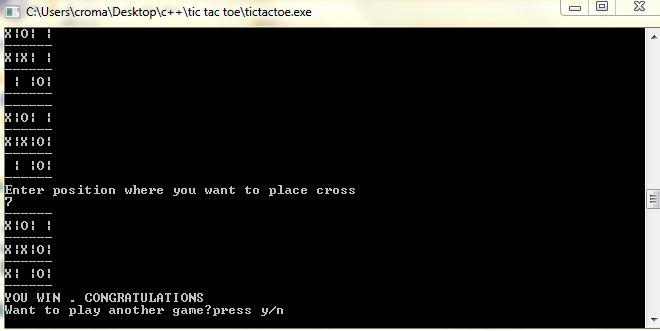 C:\Users\croma\Desktop\c++\tic tac toe\tictactoe.exe
X|O| |
------
X|X| |
------
 | |O|
------
------
X|O| |
------
X|X|O|
------
 | |O|
------
Enter position where you want to place cross
7
------
X|O| |
------
X|X|O|
------
X| |O|
------
YOU WIN . CONGRATULATIONS
Want to play another game?press y/n